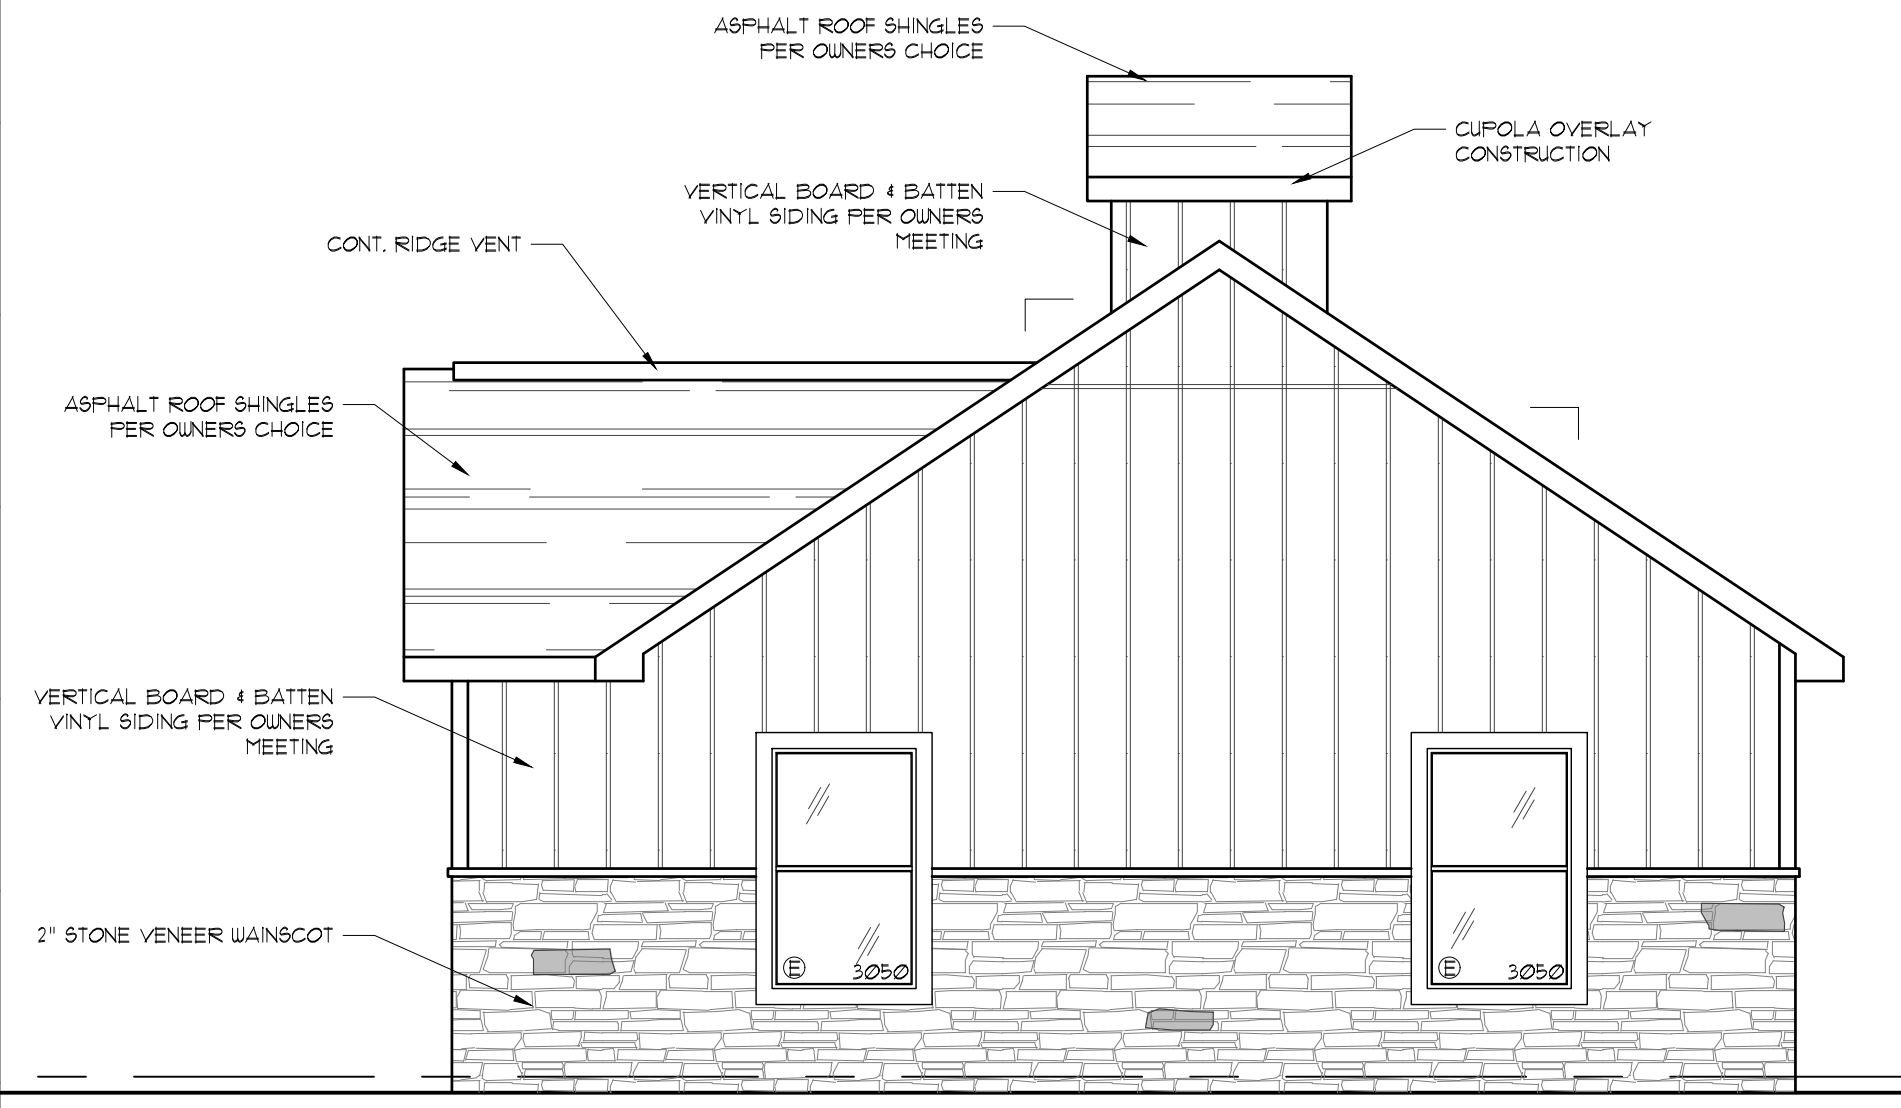 ASPHALT ROOF SHINGLES
PER OWNERS CHOICE
CUPOLA OVERLAY
CONSTRUCTION
VERTICAL BOARD & BATTEN
VINYL SIDING PER OWNERS
MEETING
CONT. RIDGE VENT
ASPHALT ROOF SHINGLES
PER OWNERS CHOICE
VERTICAL BOARD & BATTEN
VINYL SIDING PER OWNERS
MEETING
2" STONE VENEER WAINSCOT
E 3050
E 3050